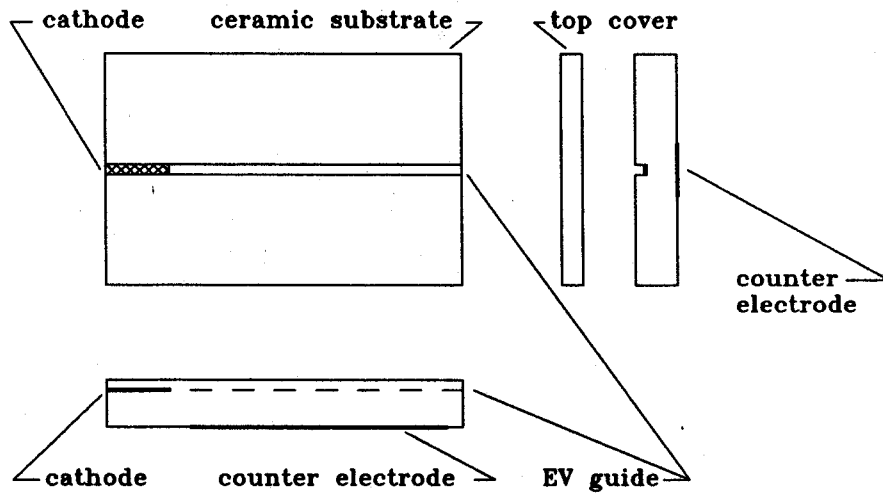 cathode ceramic substrate top cover
counter
electrode
cathode counter electrode EV guide